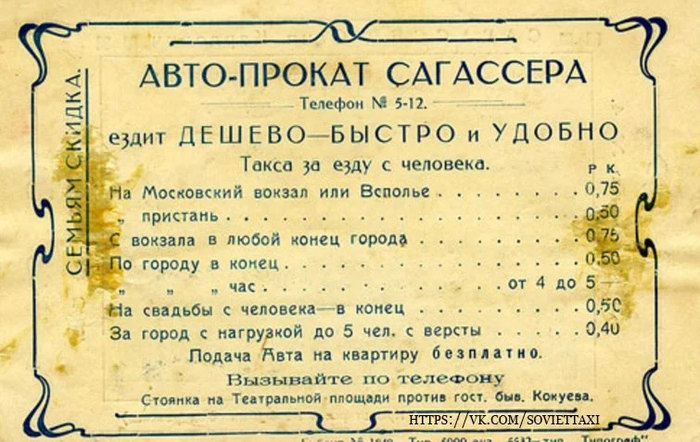 СЕМЬЯМ СКИДКА.
АВТО-ПРОКАТ САГАССЕРА
Телефон № 5-12.
ездит ДЕШЕВО—БЫСТРО и УДОБНО
Такса за езду с человека.
Р К.
На Московский вокзал или Всполье . . . . . . . . 0,75
„ пристань . . . . . . . . . . . . . . . . . . 0,50
С вокзала в любой конец города . . . . . . . . . 0,75
По городу в конец . . . . . . . . . . . . . . . 0,50
„ „ „ час . . . . . . . . . . . . от 4 до 5 —
На свадьбы с человека—в конец . . . . . . . . . 0,50
За город с нагрузкой до 5 чел. с версты . . . . . 0,40
Подача Авта на квартиру бесплатно.
Вызывайте по телефону
Стоянка на Театральной площади против гост. быв. Кокуева.
HTTPS://VK.COM/SOVIETTAXI